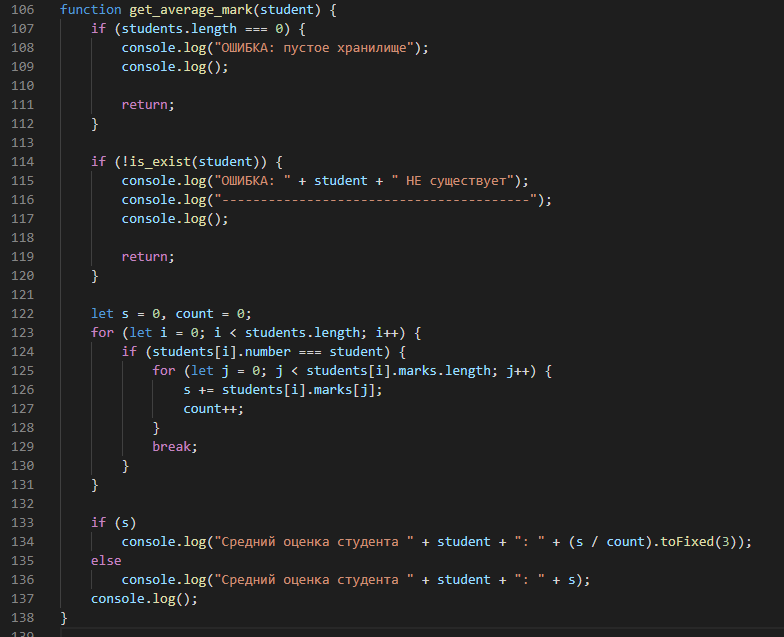 106 function get_average_mark(student) {
107     if (students.length === 0) {
108         console.log("ОШИБКА: пустое хранилище");
109         console.log();
110
111         return;
112     }
113
114     if (!is_exist(student)) {
115         console.log("ОШИБКА: " + student + " НЕ существует");
116         console.log("----------------------------------------");
117         console.log();
118
119         return;
120     }
121
122     let s = 0, count = 0;
123     for (let i = 0; i < students.length; i++) {
124         if (students[i].number === student) {
125             for (let j = 0; j < students[i].marks.length; j++) {
126                 s += students[i].marks[j];
127                 count++;
128             }
129             break;
130         }
131     }
132
133     if (s)
134         console.log("Средний оценка студента " + student + ": " + (s / count).toFixed(3));
135     else
136         console.log("Средний оценка студента " + student + ": " + s);
137     console.log();
138 }
139